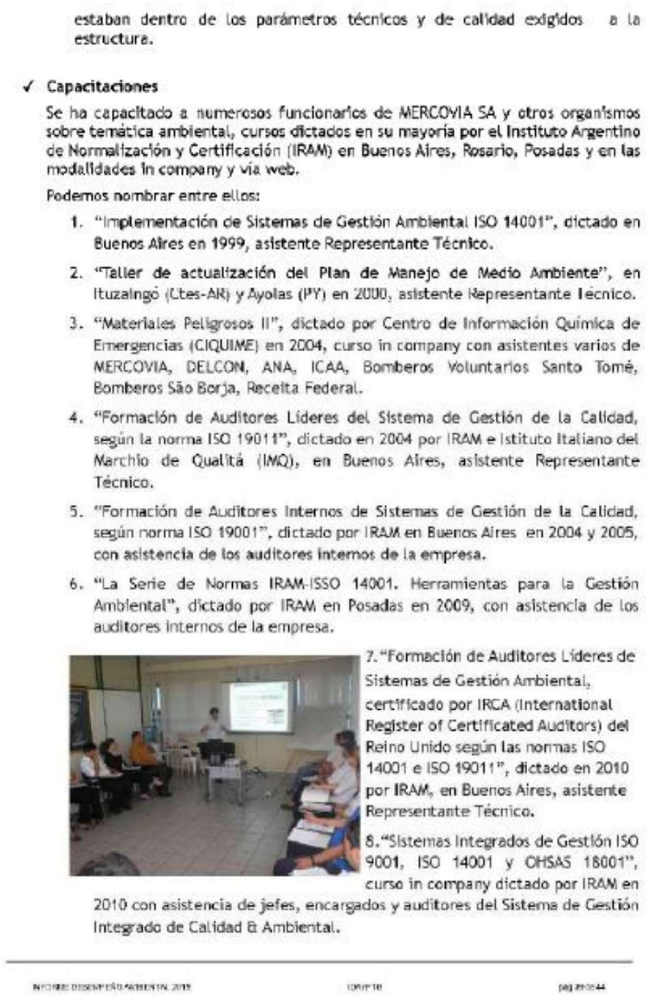 estaban dentro de los parámetros técnicos y de calidad exigidos a la
estructura.
✓ Capacitaciones
Se ha capacitado a numerosos funcionarios de MERCOVIA SA y otros organismos
sobre temática ambiental, cursos dictados en su mayoría por el Instituto Argentino
de Normalización y Certificación (IRAM) en Buenos Aires, Rosario, Posadas y en las
modalidades in company y vía web.
Podemos nombrar entre ellos:
1. “Implementación de Sistemas de Gestión Ambiental ISO 14001”, dictado en
Buenos Aires en 1999, asistente Representante Técnico.
2. “Taller de actualización del Plan de Manejo de Medio Ambiente”, en
Ituzaingó (Ctes-AR) y Ayolas (PY) en 2000, asistente Representante Técnico.
3. “Materiales Peligrosos II”, dictado por Centro de Información Química de
Emergencias (CIQUIME) en 2004, curso in company con asistentes varios de
MERCOVIA, DELCON, ANA, ICAA, Bomberos Voluntarios Santo Tomé,
Bomberos São Borja, Receita Federal.
4. “Formación de Auditores Líderes del Sistema de Gestión de la Calidad,
según la norma ISO 19011”, dictado en 2004 por IRAM e Istituto Italiano del
Marchio de Qualitá (IMQ), en Buenos Aires, asistente Representante
Técnico.
5. “Formación de Auditores Internos de Sistemas de Gestión de la Calidad,
según norma ISO 19001”, dictado por IRAM en Buenos Aires en 2004 y 2005,
con asistencia de los auditores internos de la empresa.
6. “La Serie de Normas IRAM-ISSO 14001. Herramientas para la Gestión
Ambiental”, dictado por IRAM en Posadas en 2009, con asistencia de los
auditores internos de la empresa.
7.“Formación de Auditores Líderes de
Sistemas de Gestión Ambiental,
certificado por IRCA (International
Register of Certificated Auditors) del
Reino Unido según las normas ISO
14001 e ISO 19011”, dictado en 2010
por IRAM, en Buenos Aires, asistente
Representante Técnico.
8.“Sistemas Integrados de Gestión ISO
9001, ISO 14001 y OHSAS 18001”,
curso in company dictado por IRAM en
2010 con asistencia de jefes, encargados y auditores del Sistema de Gestión
Integrado de Calidad & Ambiental.
INFORME DESEMPEÑO AMBIENTAL 2019